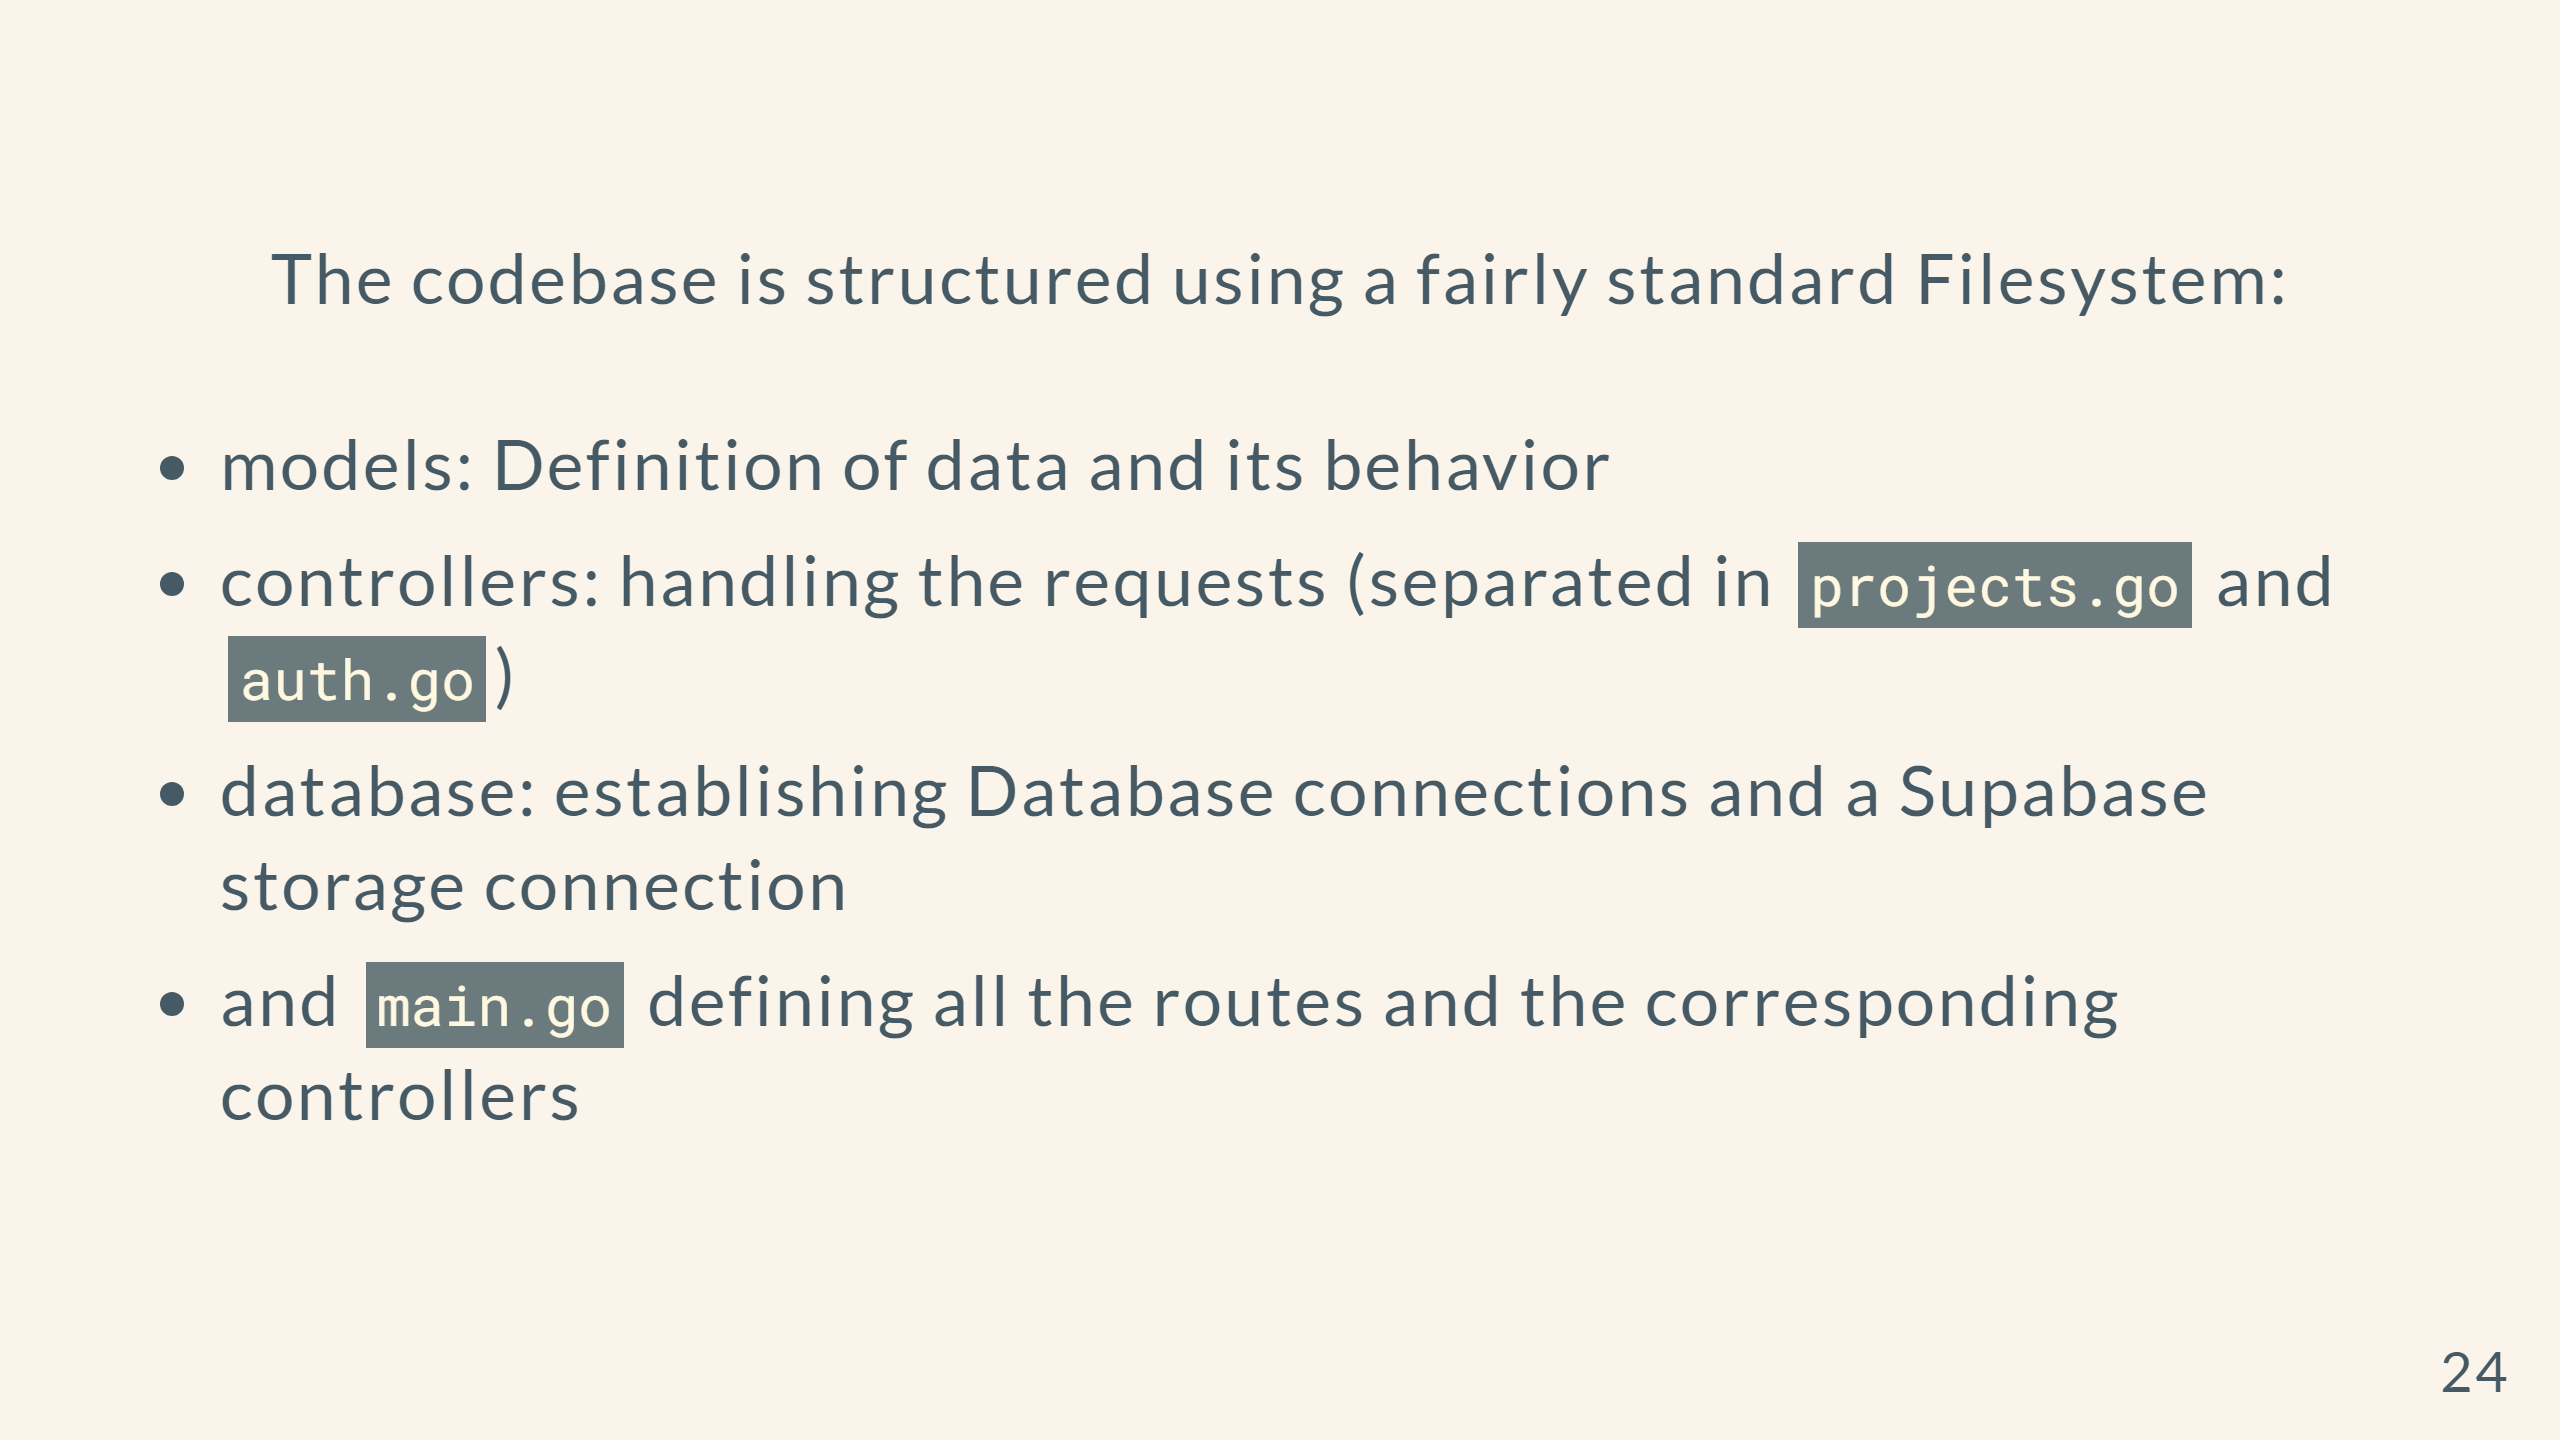 The codebase is structured using a fairly standard Filesystem:
• models: Definition of data and its behavior
• controllers: handling the requests (separated in projects.go and
auth.go)
• database: establishing Database connections and a Supabase
storage connection
• and main.go defining all the routes and the corresponding
controllers
24